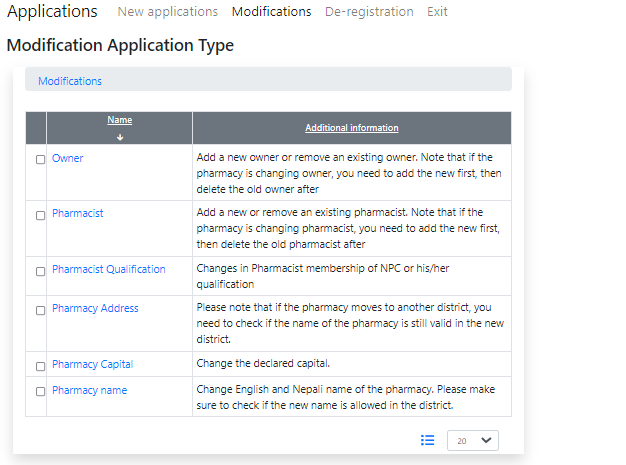 Applications New applications Modifications De-registration Exit
Modification Application Type
Modifications
Name Additional information
Owner Add a new owner or remove an existing owner. Note that if the
pharmacy is changing owner, you need to add the new first, then
delete the old owner after
Pharmacist Add a new or remove an existing pharmacist. Note that if the
pharmacy is changing pharmacist, you need to add the new first,
then delete the old pharmacist after
Pharmacist Qualification Changes in Pharmacist membership of NPC or his/her
qualification
Pharmacy Address Please note that if the pharmacy moves to another district, you
need to check if the name of the pharmacy is still valid in the new
district.
Pharmacy Capital Change the declared capital.
Pharmacy name Change English and Nepali name of the pharmacy. Please make
sure to check if the new name is allowed in the district.
20